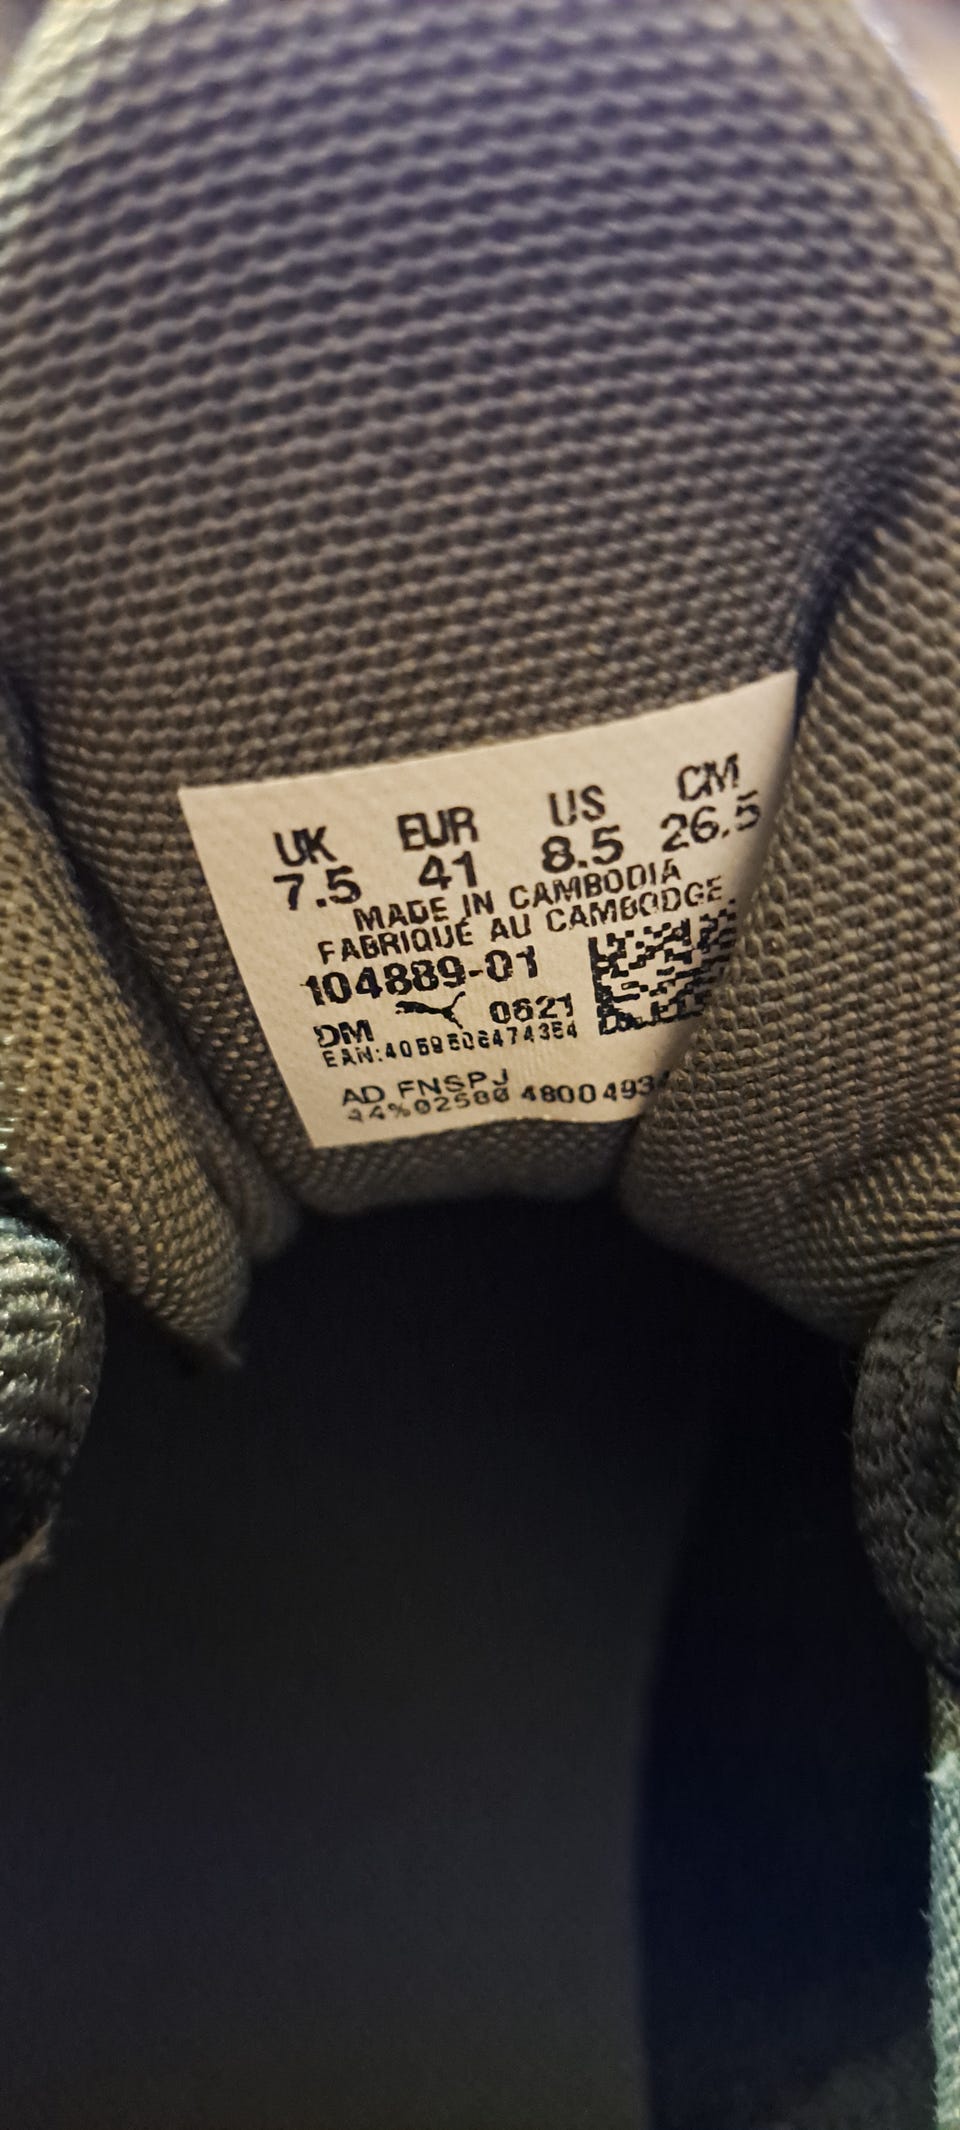 UK EUR US CM
7.5 41 8.5 26.5
MADE IN CAMBODIA
FABRIQUÉ AU CAMBODGE
104889-01
DM 0621
EAN:
AD FNSPJ
4800